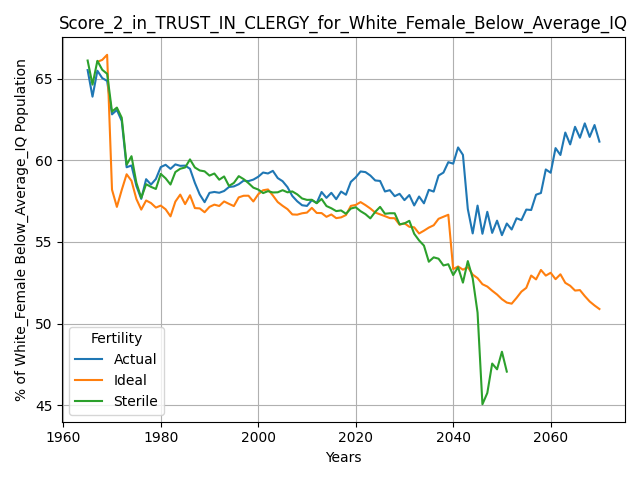 Score_2_in_TRUST_IN_CLERGY_for_White_Female_Below_Average_IQ
% of White_Female Below_Average_IQ Population
65
60
55
50
45
Fertility
Actual
Ideal
Sterile
1960
1980
2000
2020
2040
2060
Years